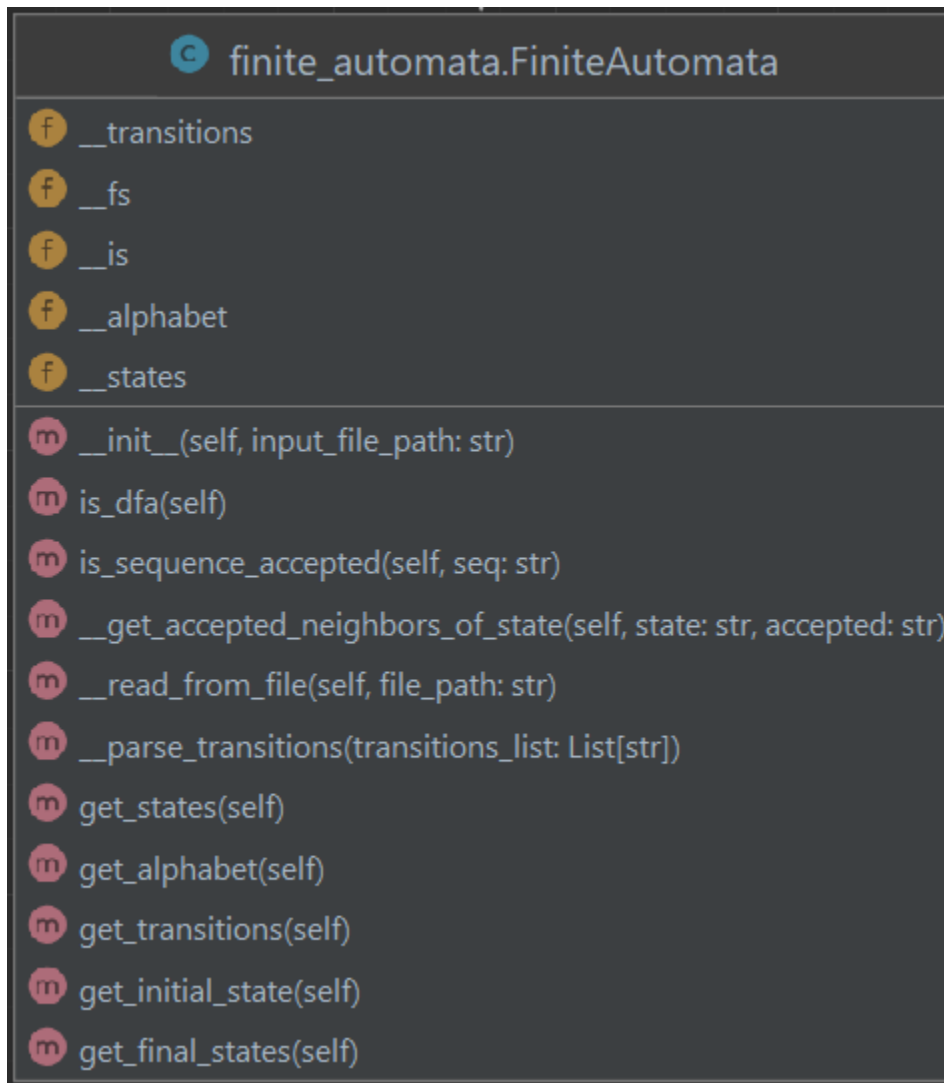 C finite_automata.FiniteAutomata
f __transitions
f __fs
f __is
f __alphabet
f __states
m __init__(self, input_file_path: str)
m is_dfa(self)
m is_sequence_accepted(self, seq: str)
m __get_accepted_neighbors_of_state(self, state: str, accepted: str)
m __read_from_file(self, file_path: str)
m __parse_transitions(transitions_list: List[str])
m get_states(self)
m get_alphabet(self)
m get_transitions(self)
m get_initial_state(self)
m get_final_states(self)